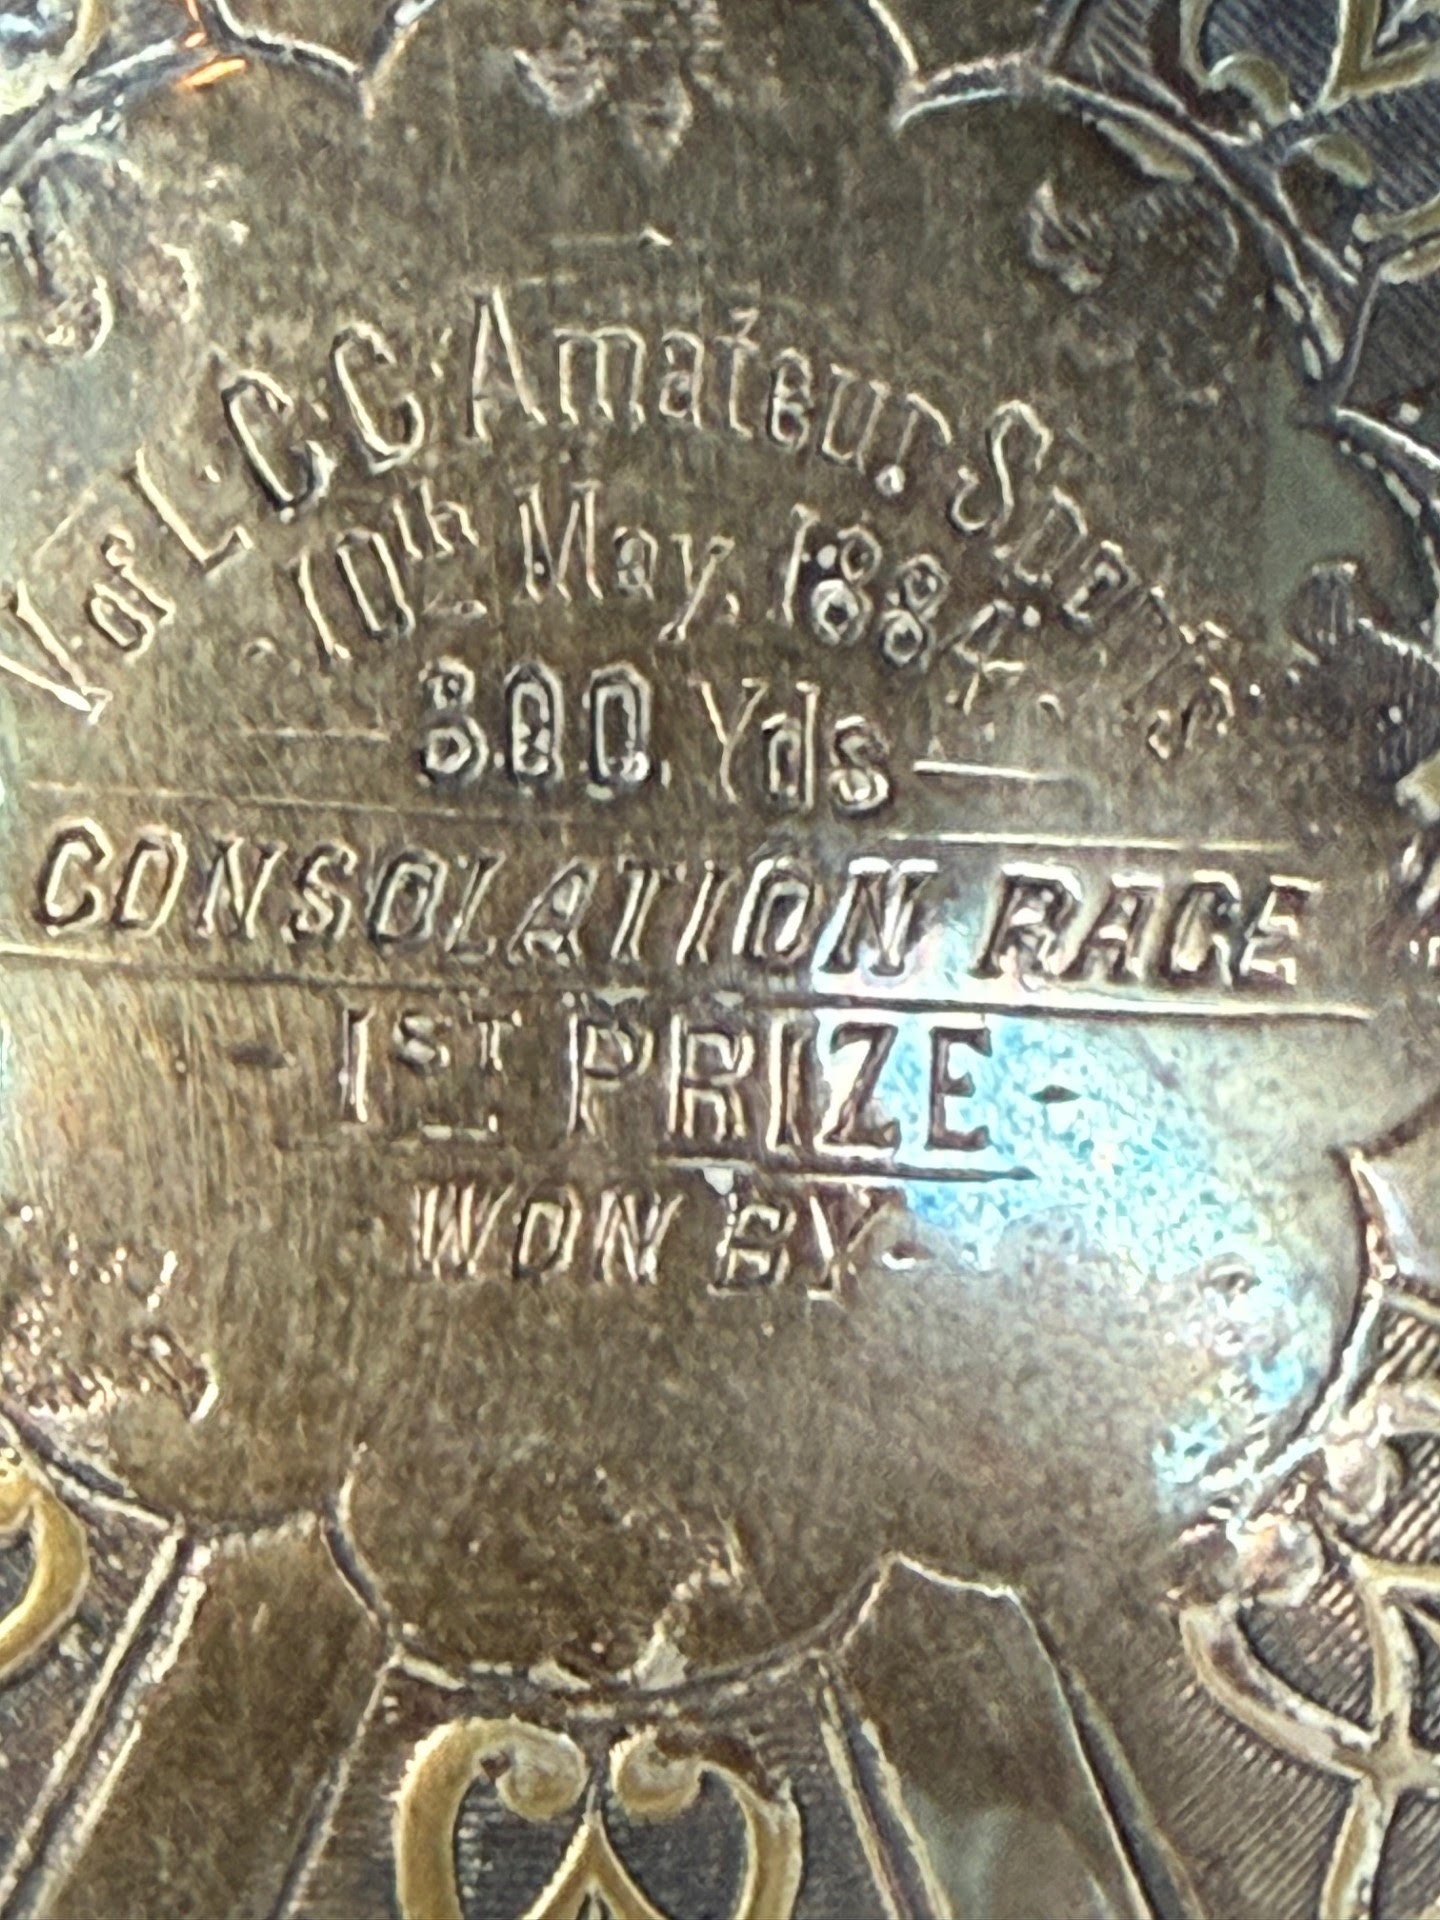 V. of L. C. C. Amateur Sports
10th May, 1884.
— 800 Yds —
CONSOLATION RACE
- 1ST PRIZE -
WON BY -